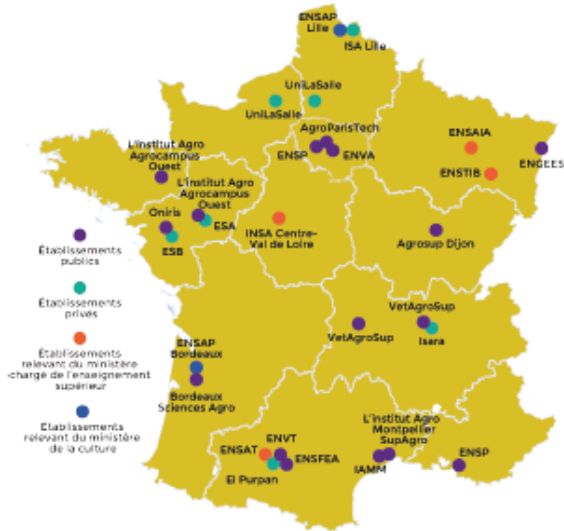 ENSAP
Lille
ISA Lille
UniLaSalle
UniLaSalle
AgroParisTech
ENSP
ENVA
ENSAIA
ENSTIB
ENGEES
L'institut Agro
Agrocampus
Ouest
L'institut Agro
Agrocampus
Ouest
Oniris
ESA
ESB
INSA Centre-
Val de Loire
Agrosup Dijon
Établissements
publics
Établissements
privés
Établissements
relevant du ministère
chargé de l'enseignement
supérieur
Etablissements
relevant du ministère
de la culture
VetAgroSup
VetAgroSup
Isara
ENSAP
Bordeaux
Bordeaux
Sciences Agro
ENSAT
ENVT
ENSFEA
El Purpan
L'institut Agro
Montpellier
SupAgro
IAMM
ENSP